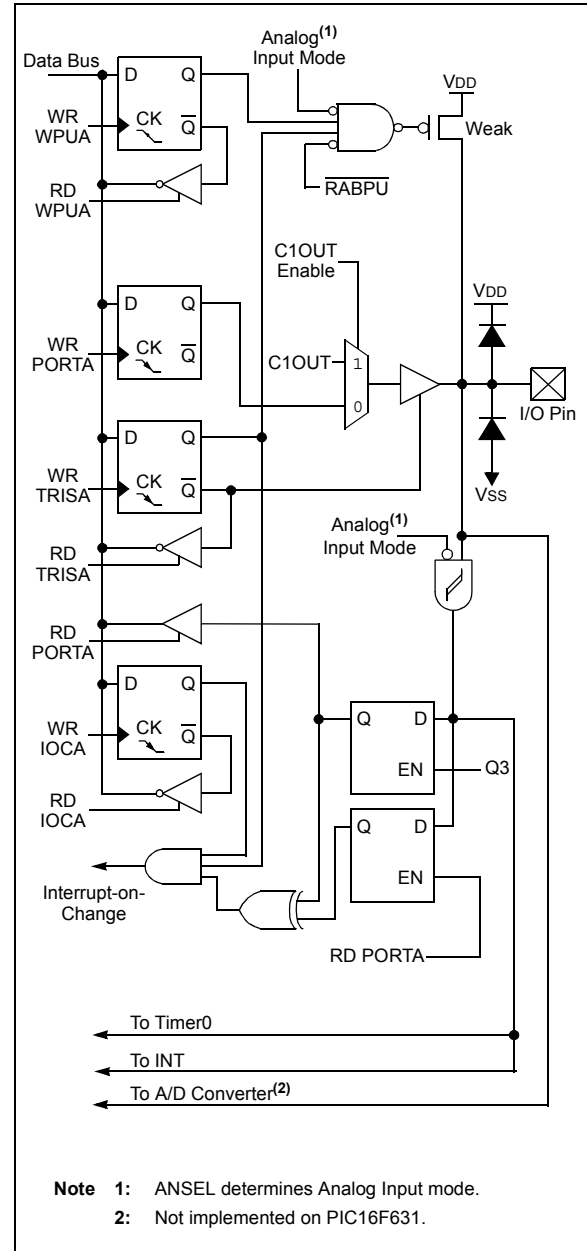 Analog(1)
Input Mode
Data Bus
D Q
VDD
WR
WPUA
CK Q
Weak
RD
WPUA
RABPU
C1OUT
Enable
VDD
D Q
WR
PORTA
CK Q
C1OUT
1
0
I/O Pin
D Q
VSS
WR
TRISA
CK Q
Analog(1)
Input Mode
RD
TRISA
RD
PORTA
D Q
Q D
WR
IOCA
CK Q
EN
Q3
RD
IOCA
Q D
EN
Interrupt-on-
Change
RD PORTA
To Timer0
To INT
To A/D Converter(2)
Note 1: ANSEL determines Analog Input mode.
2: Not implemented on PIC16F631.